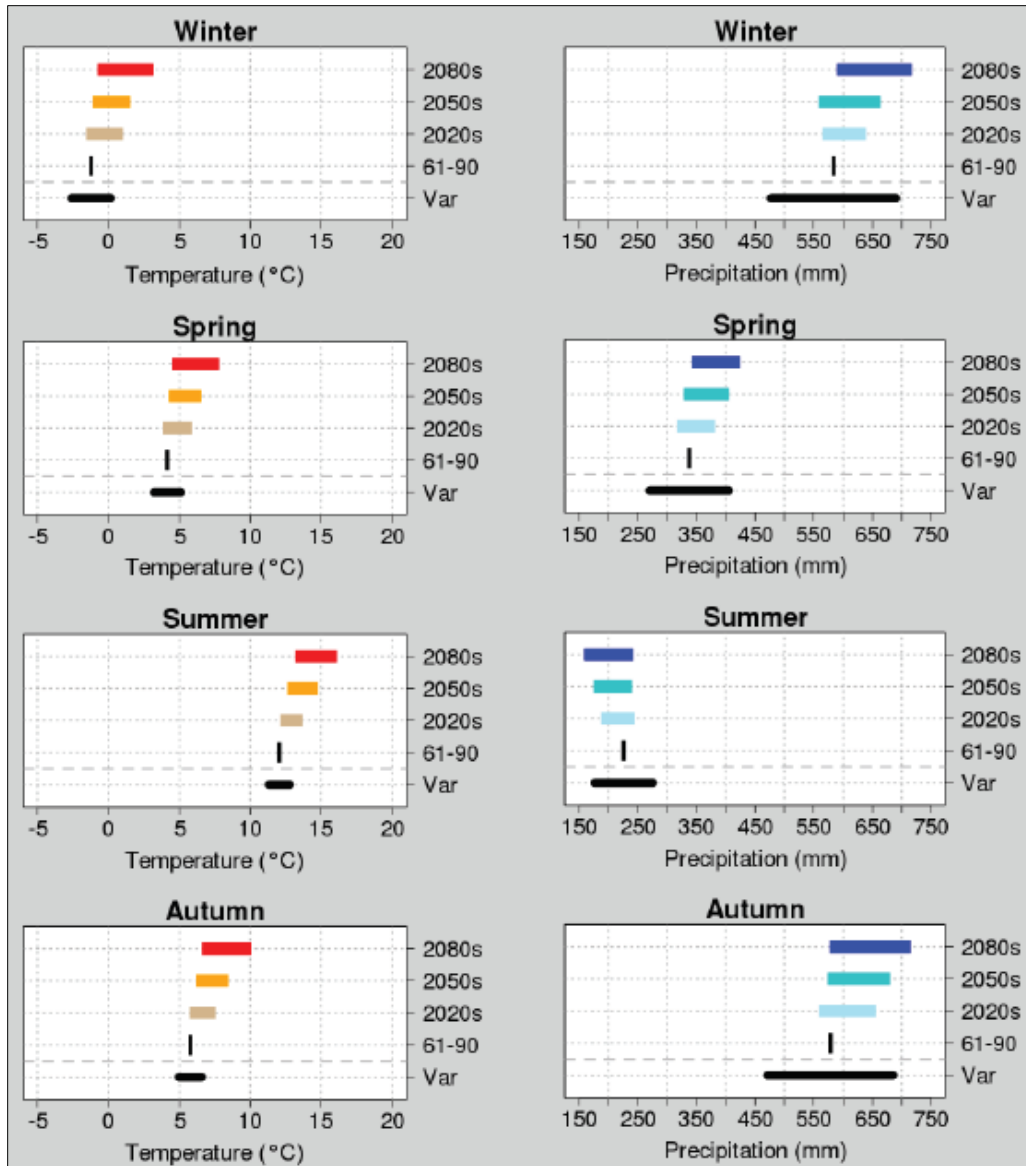 Winter
2080s
2050s
2020s
61-90
Var
-5 0 5 10 15 20
Temperature (°C)
Winter
2080s
2050s
2020s
61-90
Var
150 250 350 450 550 650 750
Precipitation (mm)
Spring
2080s
2050s
2020s
61-90
Var
-5 0 5 10 15 20
Temperature (°C)
Spring
2080s
2050s
2020s
61-90
Var
150 250 350 450 550 650 750
Precipitation (mm)
Summer
2080s
2050s
2020s
61-90
Var
-5 0 5 10 15 20
Temperature (°C)
Summer
2080s
2050s
2020s
61-90
Var
150 250 350 450 550 650 750
Precipitation (mm)
Autumn
2080s
2050s
2020s
61-90
Var
-5 0 5 10 15 20
Temperature (°C)
Autumn
2080s
2050s
2020s
61-90
Var
150 250 350 450 550 650 750
Precipitation (mm)